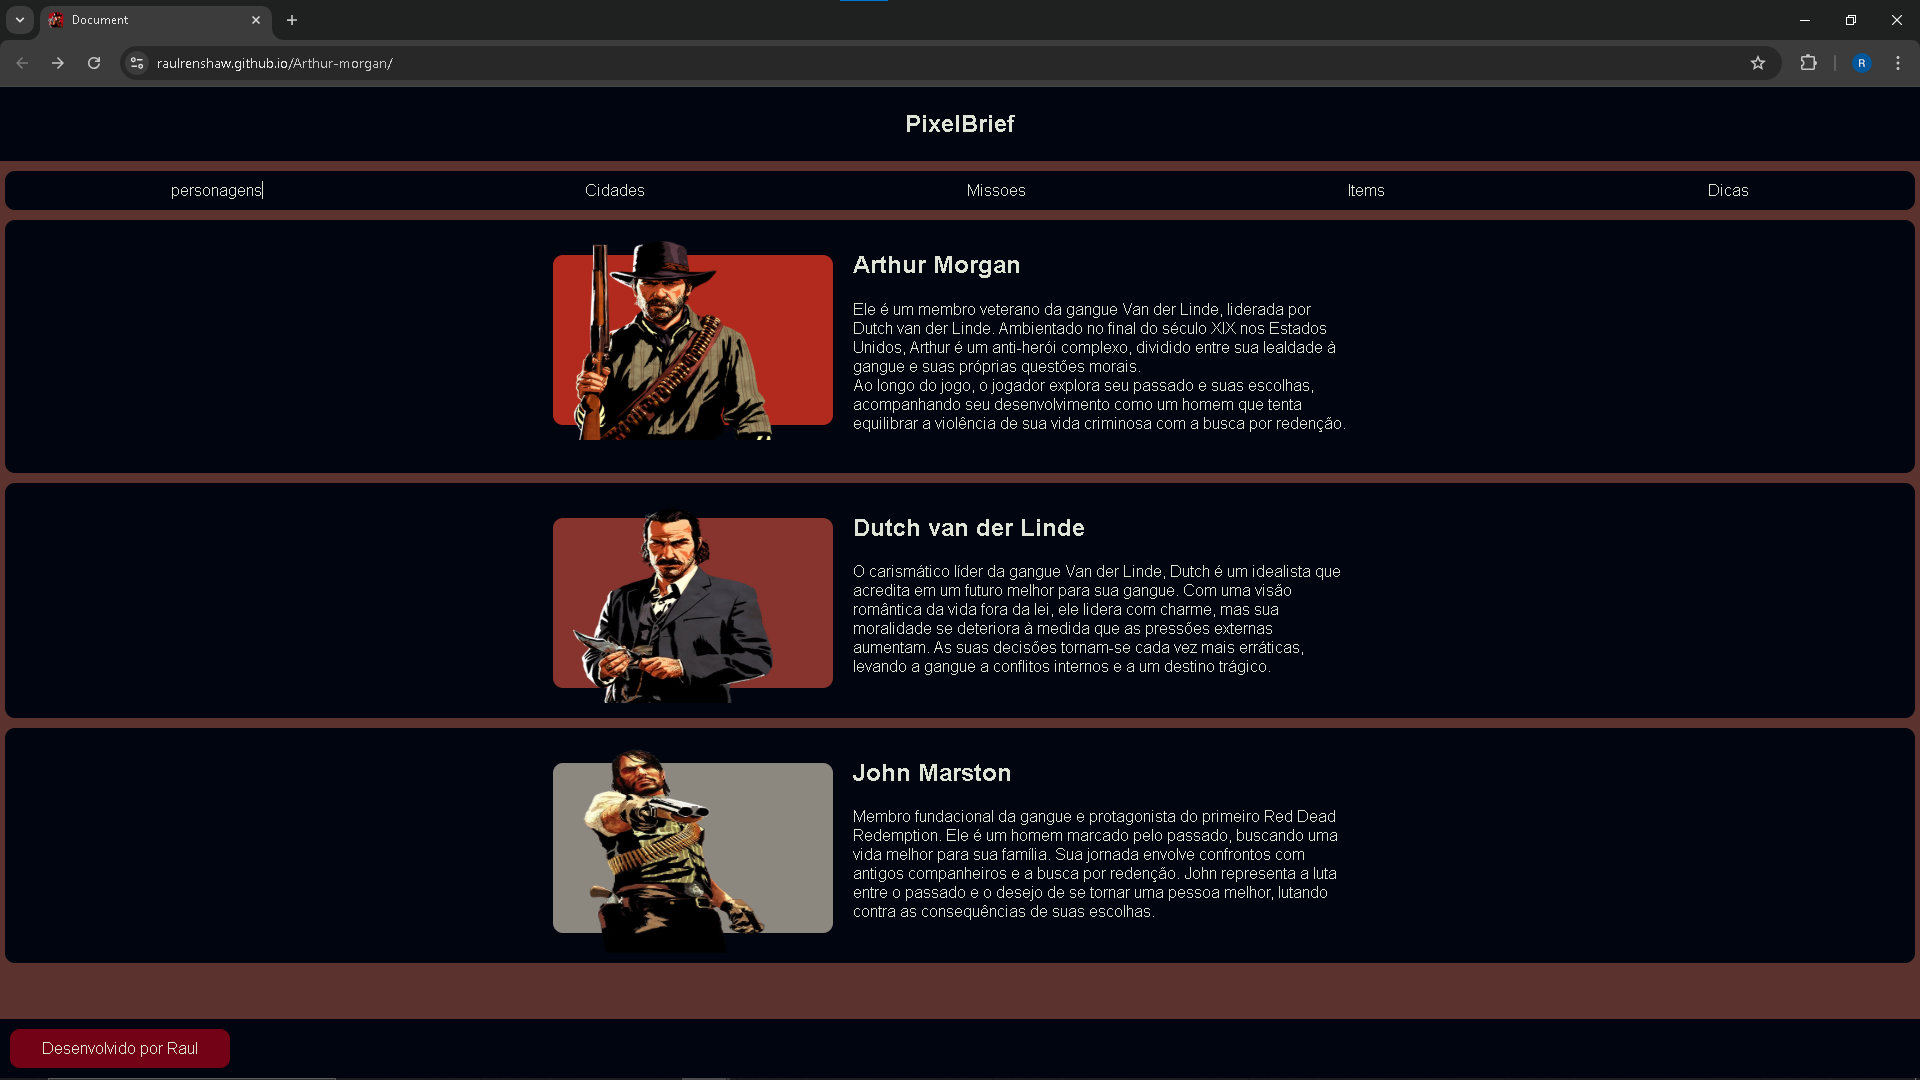 Document
raulrenshaw.github.io/Arthur-morgan/
R
PixelBrief
personagens
Cidades
Missoes
Items
Dicas
Arthur Morgan
Ele é um membro veterano da gangue Van der Linde, liderada por
Dutch van der Linde. Ambientado no final do século XIX nos Estados
Unidos, Arthur é um anti-herói complexo, dividido entre sua lealdade à
gangue e suas próprias questões morais.
Ao longo do jogo, o jogador explora seu passado e suas escolhas,
acompanhando seu desenvolvimento como um homem que tenta
equilibrar a violência de sua vida criminosa com a busca por redenção.
Dutch van der Linde
O carismático líder da gangue Van der Linde, Dutch é um idealista que
acredita em um futuro melhor para sua gangue. Com uma visão
romântica da vida fora da lei, ele lidera com charme, mas sua
moralidade se deteriora à medida que as pressões externas
aumentam. As suas decisões tornam-se cada vez mais erráticas,
levando a gangue a conflitos internos e a um destino trágico.
John Marston
Membro fundacional da gangue e protagonista do primeiro Red Dead
Redemption. Ele é um homem marcado pelo passado, buscando uma
vida melhor para sua família. Sua jornada envolve confrontos com
antigos companheiros e a busca por redenção. John representa a luta
entre o passado e o desejo de se tornar uma pessoa melhor, lutando
contra as consequências de suas escolhas.
Desenvolvido por Raul